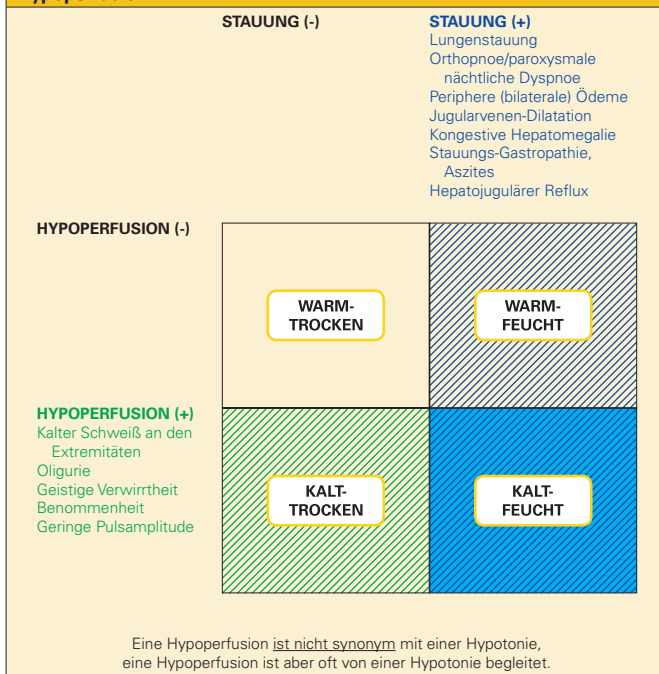 STAUUNG (-)
STAUUNG (+)
Lungenstauung
Orthopnoe/paroxysmale
nächtliche Dyspnoe
Periphere (bilaterale) Ödeme
Jugularvenen-Dilatation
Kongestive Hepatomegalie
Stauungs-Gastropathie,
Aszites
Hepatojugulärer Reflux
HYPOPERFUSION (-)
WARM-
TROCKEN
WARM-
FEUCHT
HYPOPERFUSION (+)
Kalter Schweiß an den
Extremitäten
Oligurie
Geistige Verwirrtheit
Benommenheit
Geringe Pulsamplitude
KALT-
TROCKEN
KALT-
FEUCHT
Eine Hypoperfusion ist nicht synonym mit einer Hypotonie,
eine Hypoperfusion ist aber oft von einer Hypotonie begleitet.